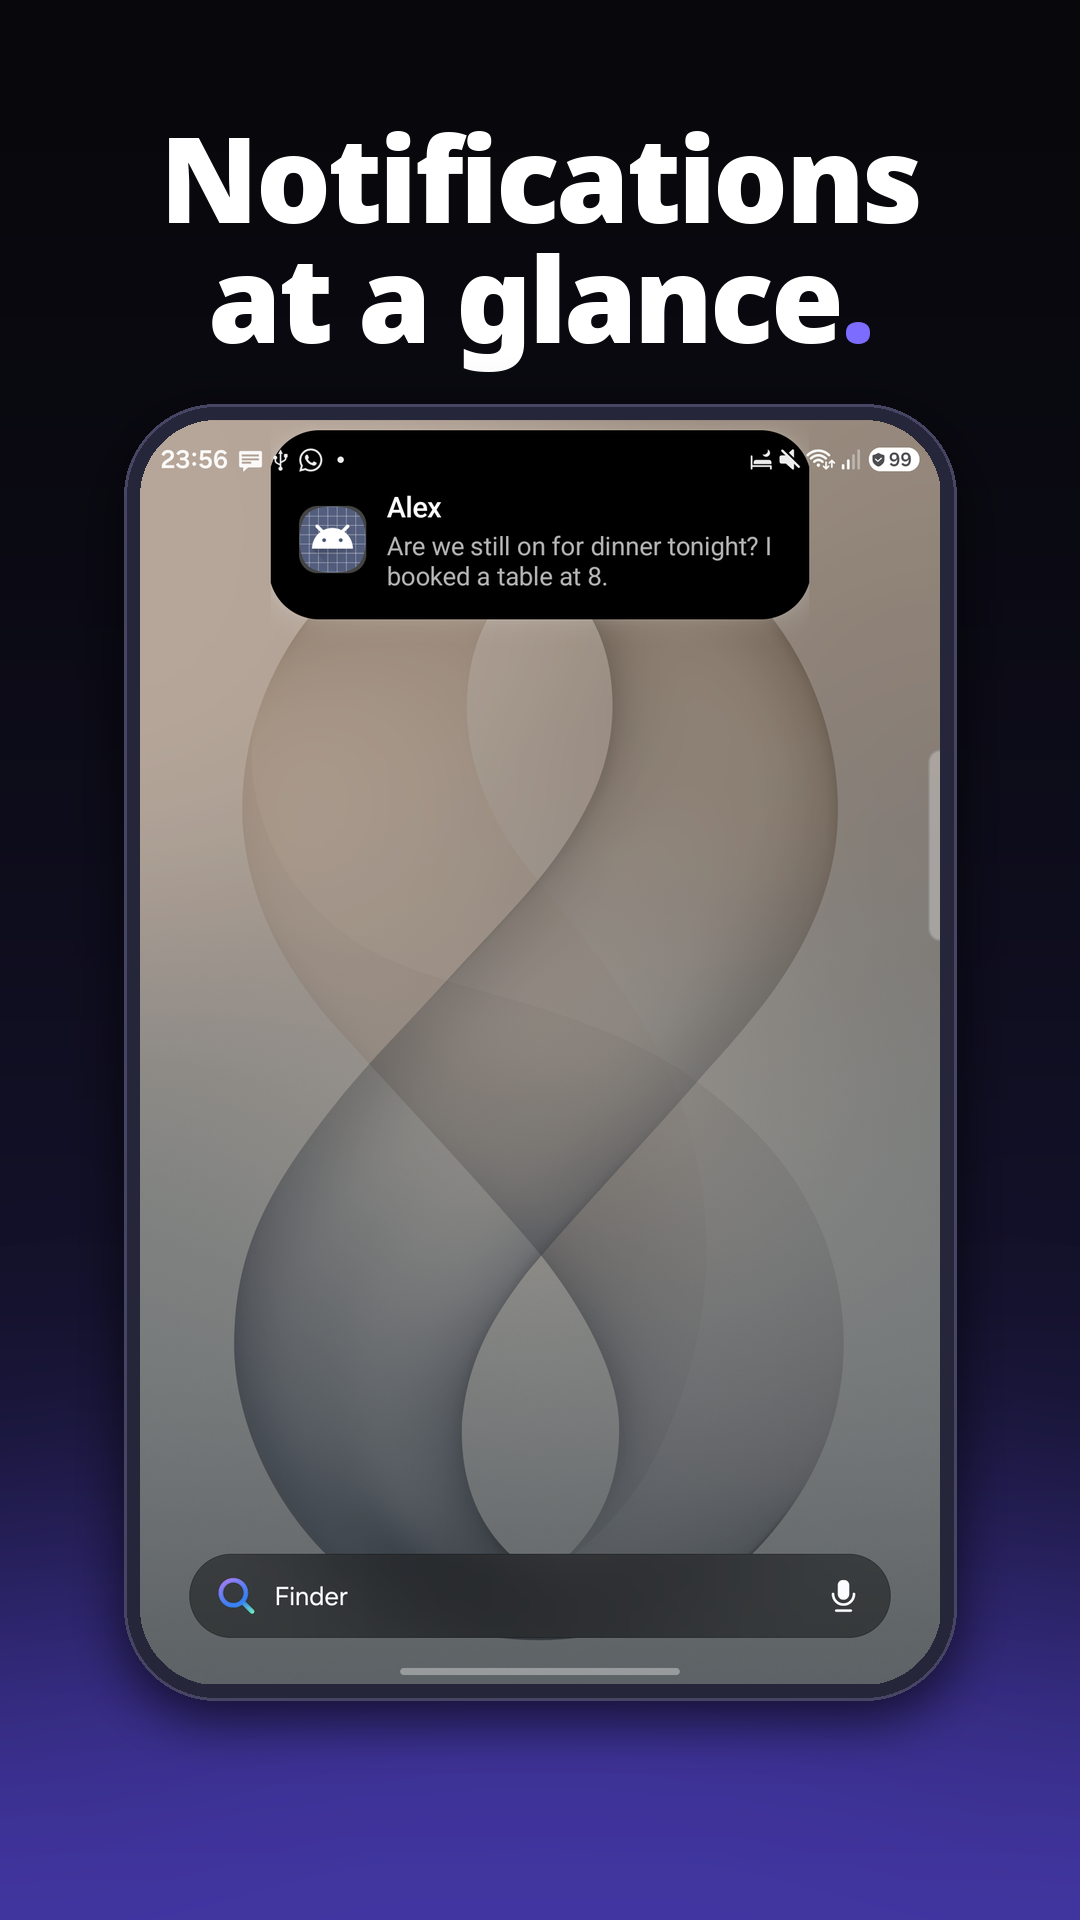 Notifications
at a glance.
23:56
99
Alex
Are we still on for dinner tonight? I
booked a table at 8.
Finder